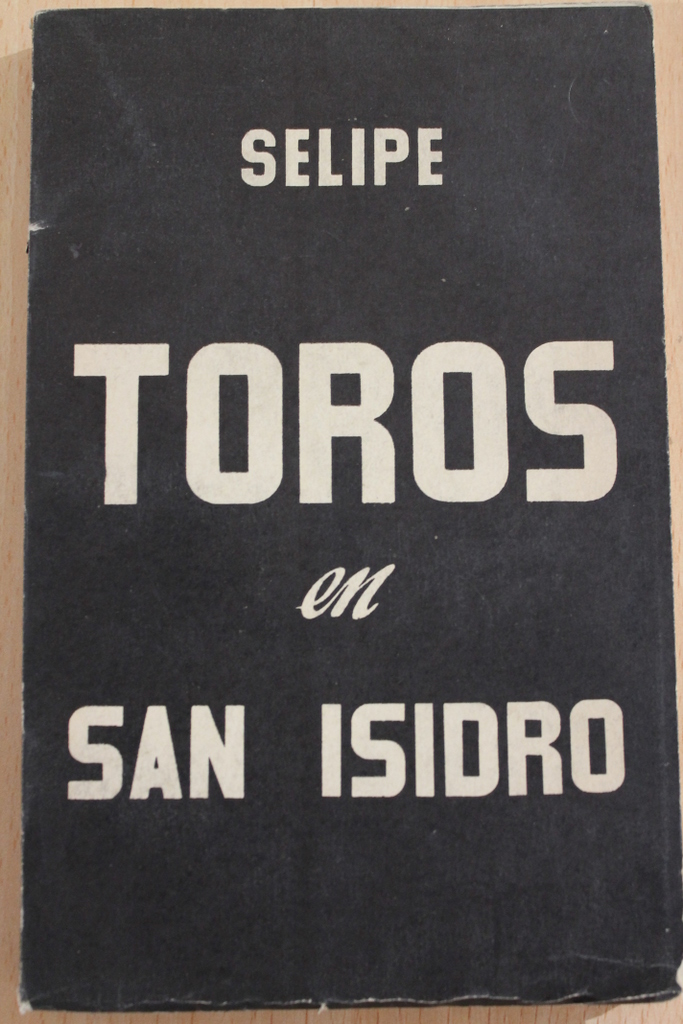 SELIPE
TOROS
en
SAN ISIDRO